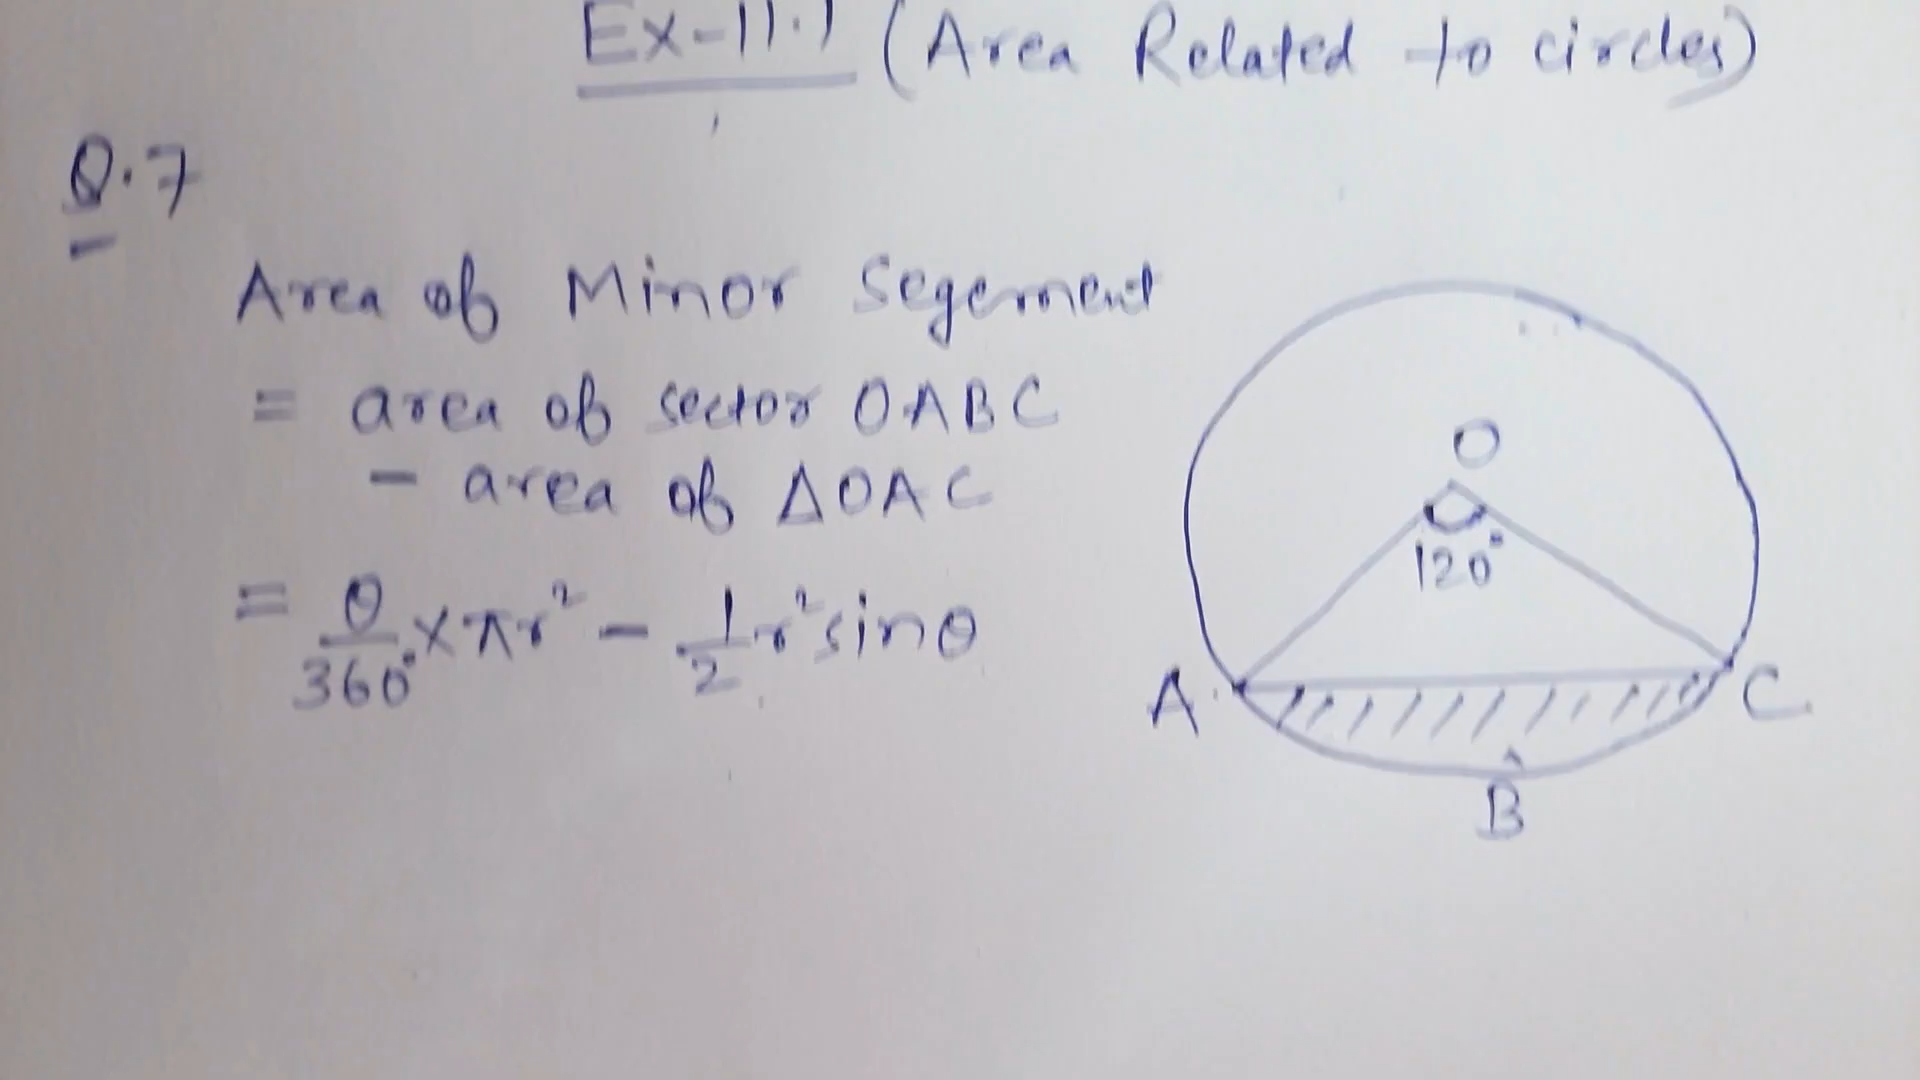 Ex-11.1 (Area Related to circles)
Q.7
Area of Minor Segement
= area of sector OABC
- area of ΔOAC
= θ/360° × πr² - 1/2 r² sinθ
O
120°
A
C
B